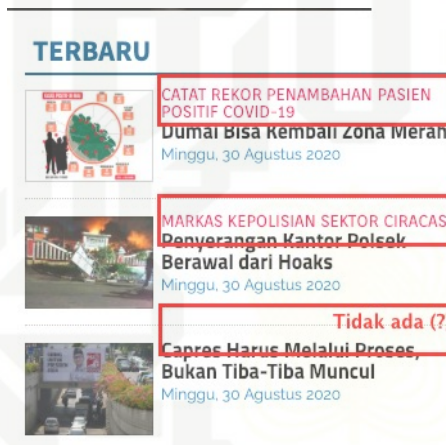 TERBARU
CATAT REKOR PENAMBAHAN PASIEN
POSITIF COVID-19
Dumai Bisa Kembali Zona Merah
Minggu, 30 Agustus 2020
MARKAS KEPOLISIAN SEKTOR CIRACAS
Penyerangan Kantor Polsek
Berawal dari Hoaks
Minggu, 30 Agustus 2020
Tidak ada (?
Capres Harus Melalui Proses,
Bukan Tiba-Tiba Muncul
Minggu, 30 Agustus 2020